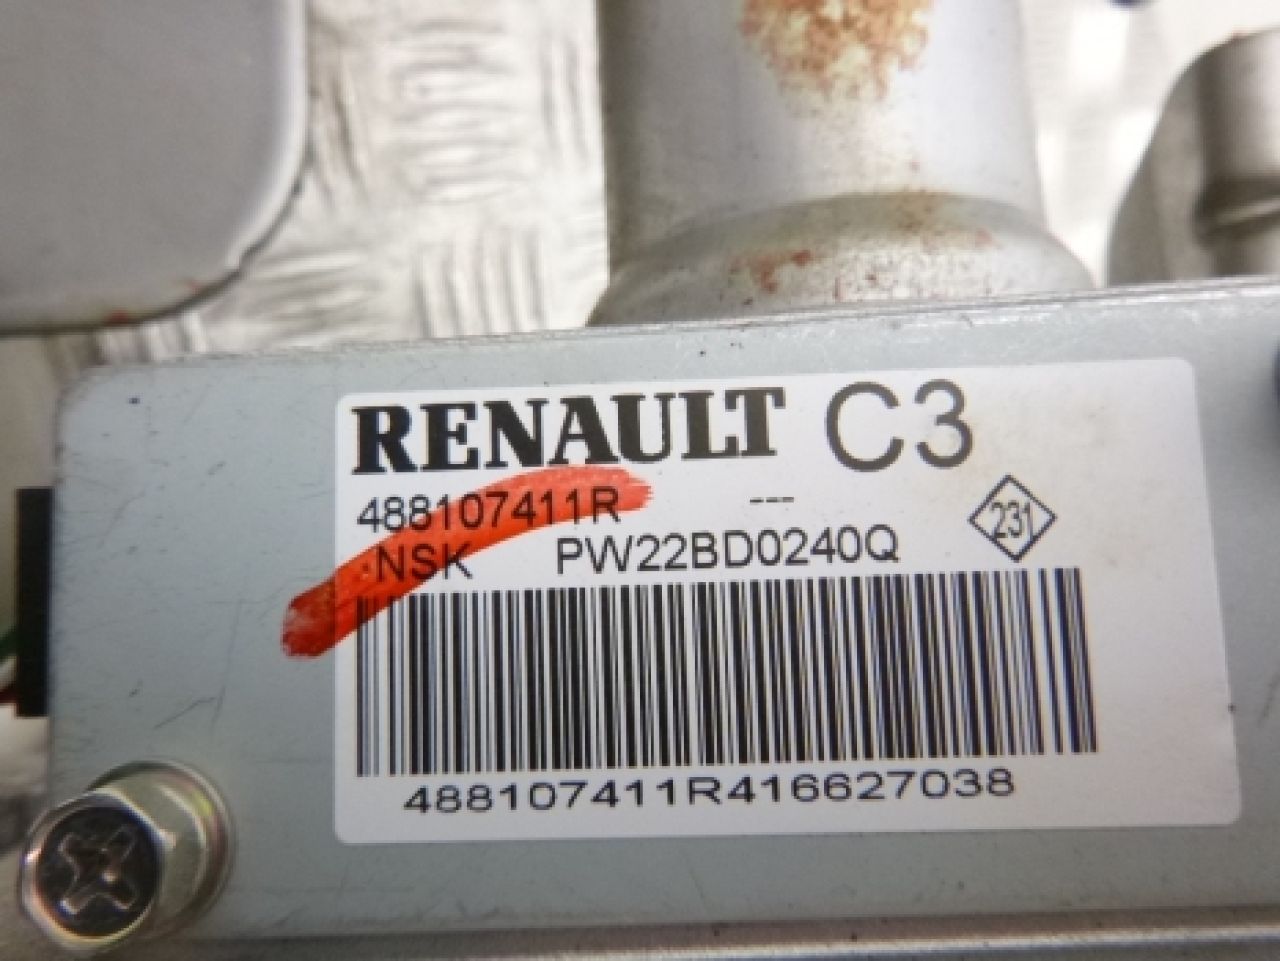 RENAULT C3
488107411R ---
NSK PW22BD0240Q
231
488107411R416627038